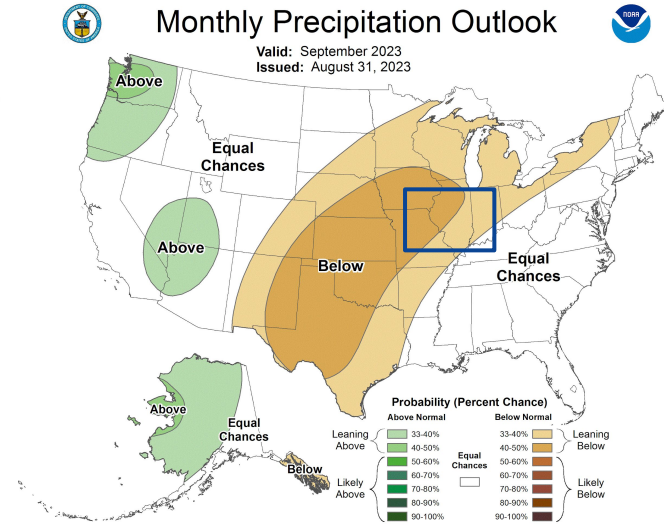 Monthly Precipitation Outlook
NOAA
Valid: September 2023
Issued: August 31, 2023
Above
Equal
Chances
Above
Below
Equal
Chances
Above
Equal
Chances
Below
Probability (Percent Chance)
Above Normal
Below Normal
Leaning
Above
33-40%
40-50%
Likely
Above
50-60%
60-70%
70-80%
80-90%
90-100%
Equal
Chances
33-40%
40-50%
Leaning
Below
50-60%
60-70%
70-80%
80-90%
90-100%
Likely
Below